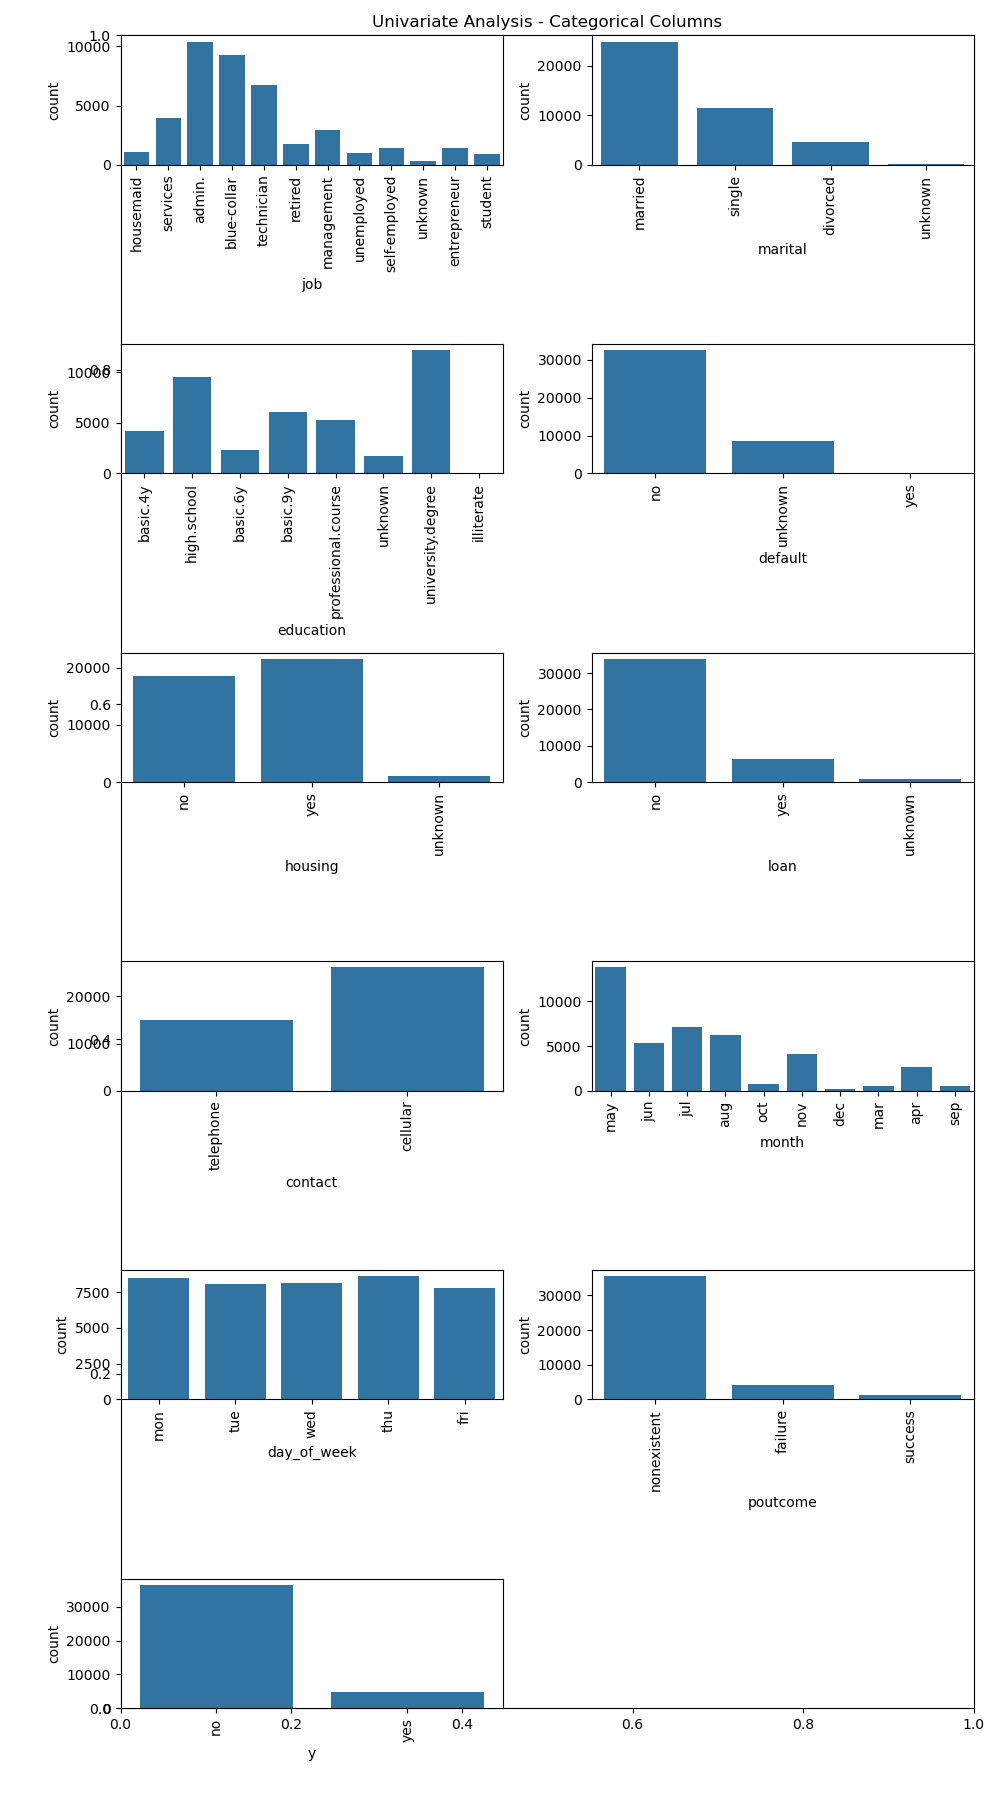 Univariate Analysis - Categorical Columns
1.0
10000
5000
0
count
housemaid
services
admin.
blue-collar
technician
retired
management
unemployed
self-employed
unknown
entrepreneur
student
job
20000
10000
0
count
married
single
divorced
unknown
marital
0.8
10000
5000
0
count
basic.4y
high.school
basic.6y
basic.9y
professional.course
unknown
university.degree
illiterate
education
30000
20000
10000
0
count
no
unknown
yes
default
20000
0.6
10000
0
count
no
yes
unknown
housing
30000
20000
10000
0
count
no
yes
unknown
loan
20000
0.4
10000
0
count
telephone
cellular
contact
10000
5000
0
count
may
jun
jul
aug
oct
nov
dec
mar
apr
sep
month
7500
5000
2500
0.2
0
count
mon
tue
wed
thu
fri
day_of_week
30000
20000
10000
0
count
nonexistent
failure
success
poutcome
30000
20000
10000
0
0.0
count
no
yes
y
0.0
0.2
0.4
0.6
0.8
1.0